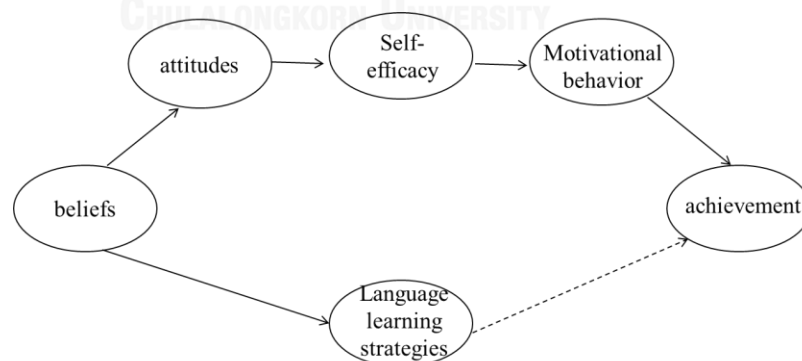 CHULALONGKORN UNIVERSITY
attitudes
Self-
efficacy
Motivational
behavior
beliefs
achievement
Language
learning
strategies